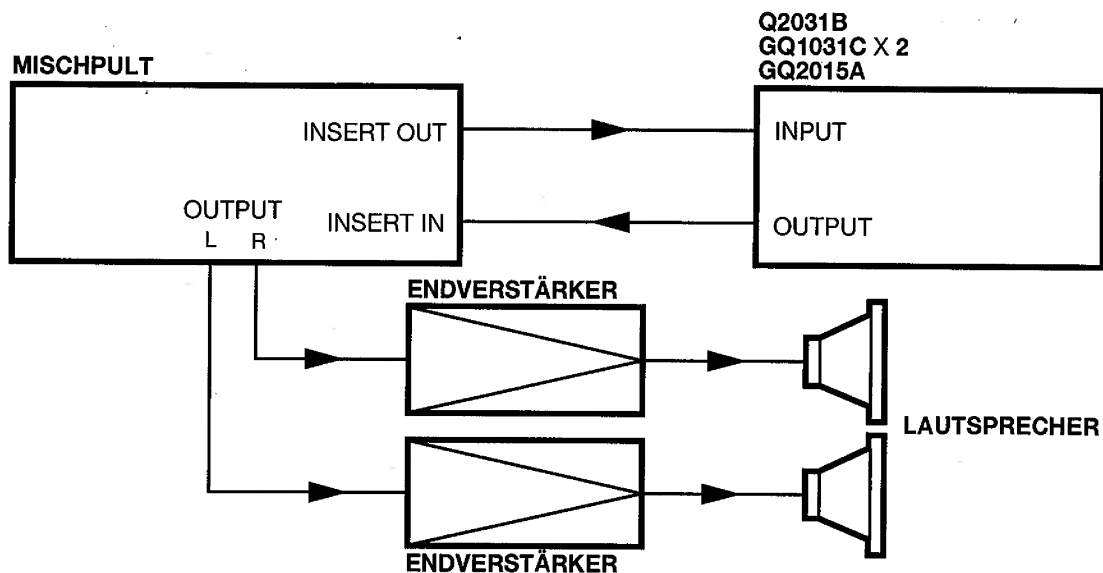 Q2031B
GQ1031C X 2
GQ2015A
MISCHPULT
INSERT OUT
INPUT
OUTPUT
L R
INSERT IN
OUTPUT
ENDVERSTÄRKER
LAUTSPRECHER
ENDVERSTÄRKER